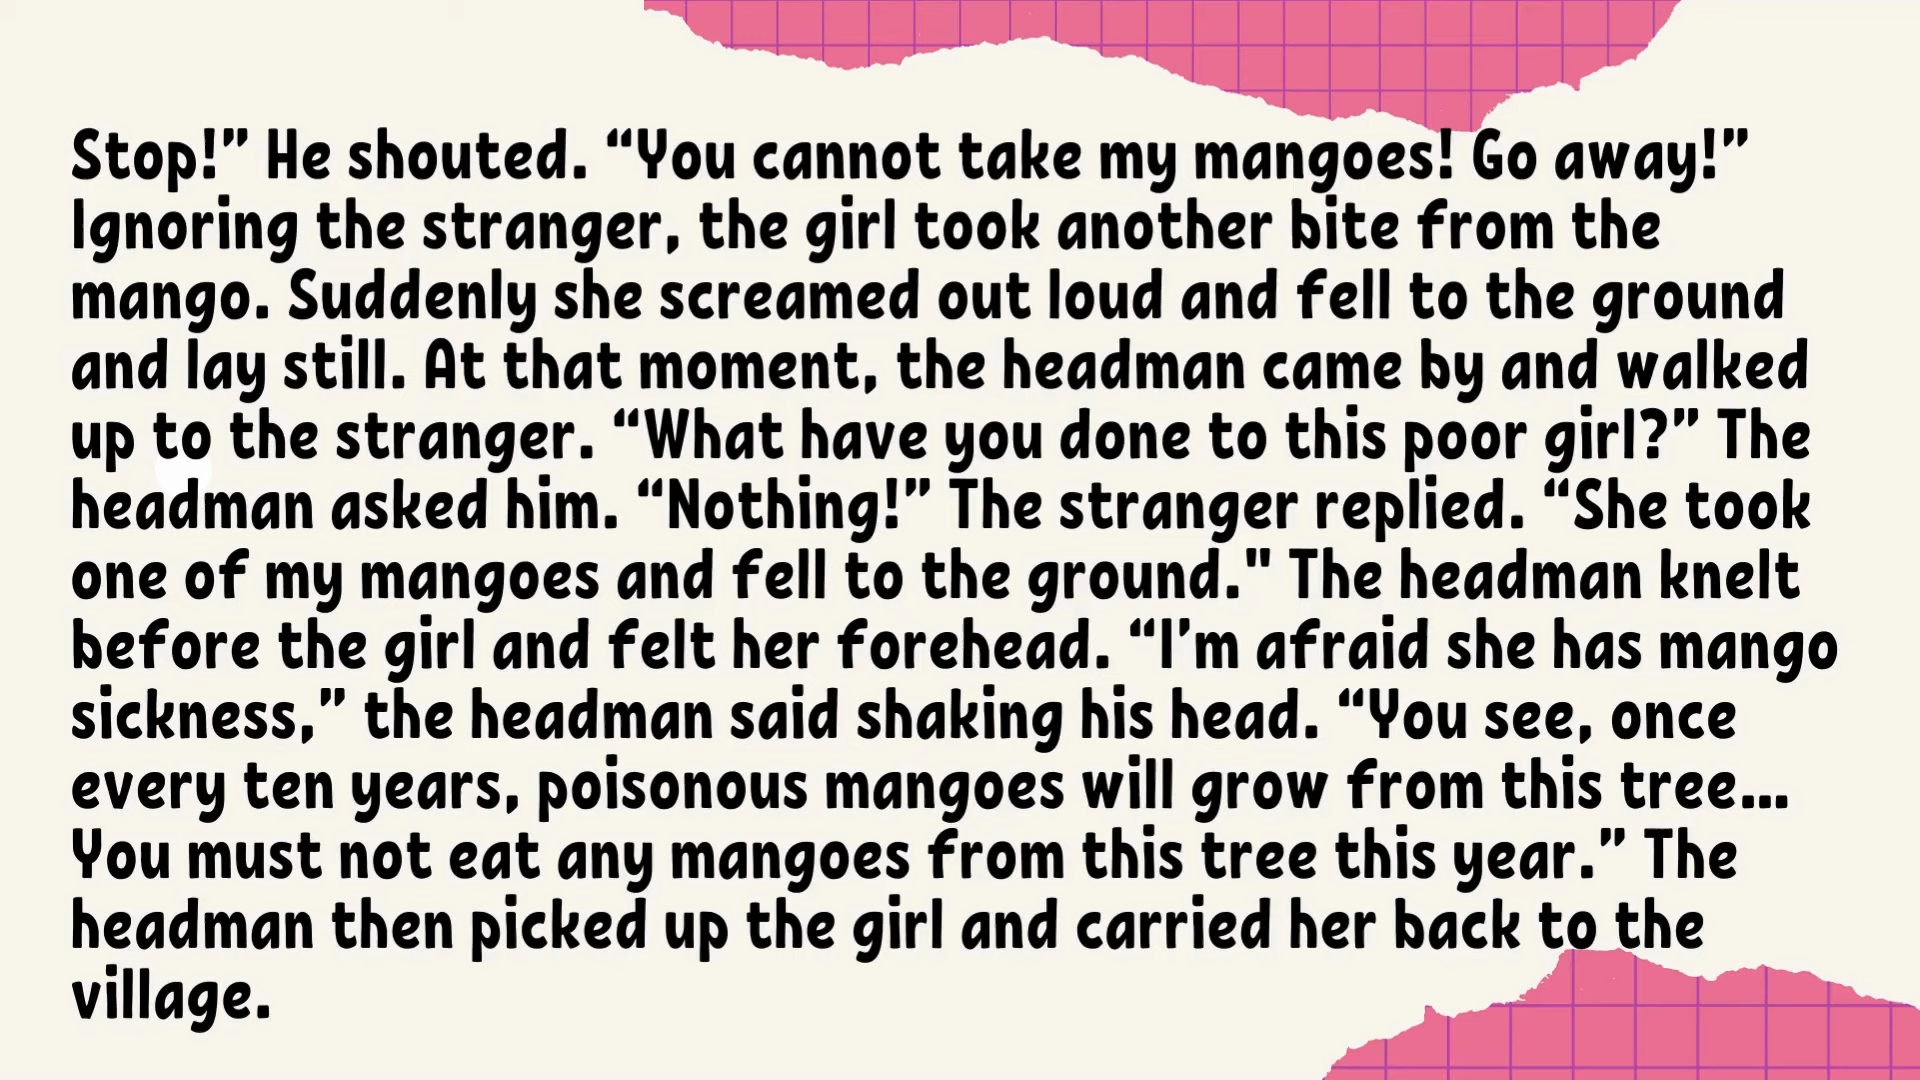 Stop!” He shouted. “You cannot take my mangoes! Go away!”
Ignoring the stranger, the girl took another bite from the
mango. Suddenly she screamed out loud and fell to the ground
and lay still. At that moment, the headman came by and walked
up to the stranger. “What have you done to this poor girl?” The
headman asked him. “Nothing!” The stranger replied. “She took
one of my mangoes and fell to the ground." The headman knelt
before the girl and felt her forehead. “I’m afraid she has mango
sickness,” the headman said shaking his head. “You see, once
every ten years, poisonous mangoes will grow from this tree...
You must not eat any mangoes from this tree this year.” The
headman then picked up the girl and carried her back to the
village.